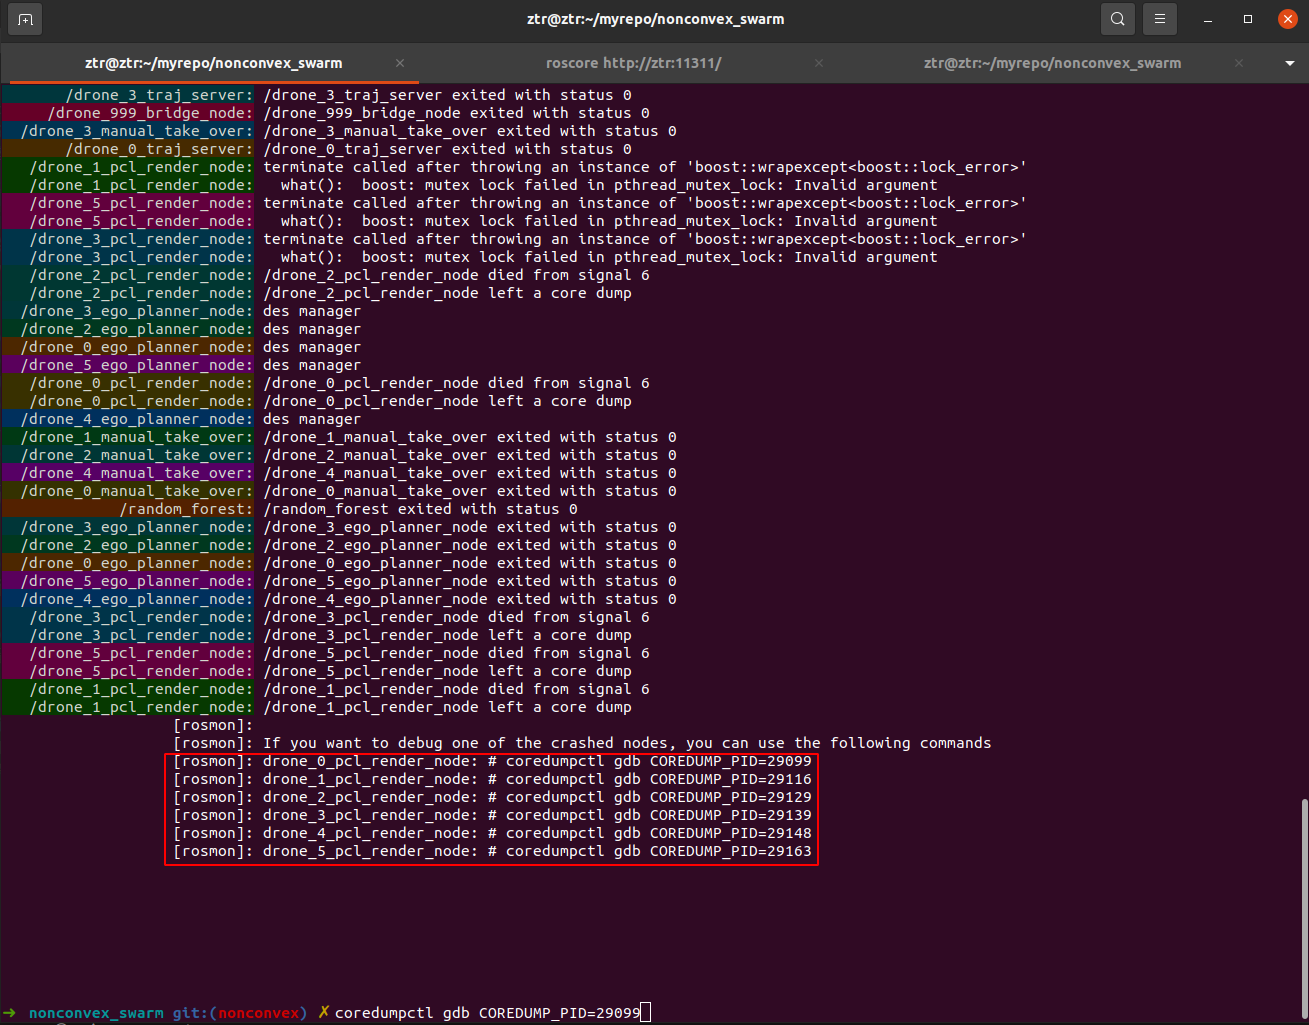 ztr@ztr:~/myrepo/nonconvex_swarm
ztr@ztr:~/myrepo/nonconvex_swarm
roscore http://ztr:11311/
ztr@ztr:~/myrepo/nonconvex_swarm
/drone_3_traj_server: /drone_3_traj_server exited with status 0
/drone_999_bridge_node: /drone_999_bridge_node exited with status 0
/drone_3_manual_take_over: /drone_3_manual_take_over exited with status 0
/drone_0_traj_server: /drone_0_traj_server exited with status 0
/drone_1_pcl_render_node: terminate called after throwing an instance of 'boost::wrapexcept<boost::lock_error>'
/drone_1_pcl_render_node:   what():  boost: mutex lock failed in pthread_mutex_lock: Invalid argument
/drone_5_pcl_render_node: terminate called after throwing an instance of 'boost::wrapexcept<boost::lock_error>'
/drone_5_pcl_render_node:   what():  boost: mutex lock failed in pthread_mutex_lock: Invalid argument
/drone_3_pcl_render_node: terminate called after throwing an instance of 'boost::wrapexcept<boost::lock_error>'
/drone_3_pcl_render_node:   what():  boost: mutex lock failed in pthread_mutex_lock: Invalid argument
/drone_2_pcl_render_node: /drone_2_pcl_render_node died from signal 6
/drone_2_pcl_render_node: /drone_2_pcl_render_node left a core dump
/drone_3_ego_planner_node: des manager
/drone_2_ego_planner_node: des manager
/drone_0_ego_planner_node: des manager
/drone_5_ego_planner_node: des manager
/drone_0_pcl_render_node: /drone_0_pcl_render_node died from signal 6
/drone_0_pcl_render_node: /drone_0_pcl_render_node left a core dump
/drone_4_ego_planner_node: des manager
/drone_1_manual_take_over: /drone_1_manual_take_over exited with status 0
/drone_2_manual_take_over: /drone_2_manual_take_over exited with status 0
/drone_4_manual_take_over: /drone_4_manual_take_over exited with status 0
/drone_0_manual_take_over: /drone_0_manual_take_over exited with status 0
/random_forest: /random_forest exited with status 0
/drone_3_ego_planner_node: /drone_3_ego_planner_node exited with status 0
/drone_2_ego_planner_node: /drone_2_ego_planner_node exited with status 0
/drone_0_ego_planner_node: /drone_0_ego_planner_node exited with status 0
/drone_5_ego_planner_node: /drone_5_ego_planner_node exited with status 0
/drone_4_ego_planner_node: /drone_4_ego_planner_node exited with status 0
/drone_3_pcl_render_node: /drone_3_pcl_render_node died from signal 6
/drone_3_pcl_render_node: /drone_3_pcl_render_node left a core dump
/drone_5_pcl_render_node: /drone_5_pcl_render_node died from signal 6
/drone_5_pcl_render_node: /drone_5_pcl_render_node left a core dump
/drone_1_pcl_render_node: /drone_1_pcl_render_node died from signal 6
/drone_1_pcl_render_node: /drone_1_pcl_render_node left a core dump
[rosmon]:
[rosmon]: If you want to debug one of the crashed nodes, you can use the following commands
[rosmon]: drone_0_pcl_render_node: # coredumpctl gdb COREDUMP_PID=29099
[rosmon]: drone_1_pcl_render_node: # coredumpctl gdb COREDUMP_PID=29116
[rosmon]: drone_2_pcl_render_node: # coredumpctl gdb COREDUMP_PID=29129
[rosmon]: drone_3_pcl_render_node: # coredumpctl gdb COREDUMP_PID=29139
[rosmon]: drone_4_pcl_render_node: # coredumpctl gdb COREDUMP_PID=29148
[rosmon]: drone_5_pcl_render_node: # coredumpctl gdb COREDUMP_PID=29163
➜ nonconvex_swarm git:(nonconvex) ✗ coredumpctl gdb COREDUMP_PID=29099